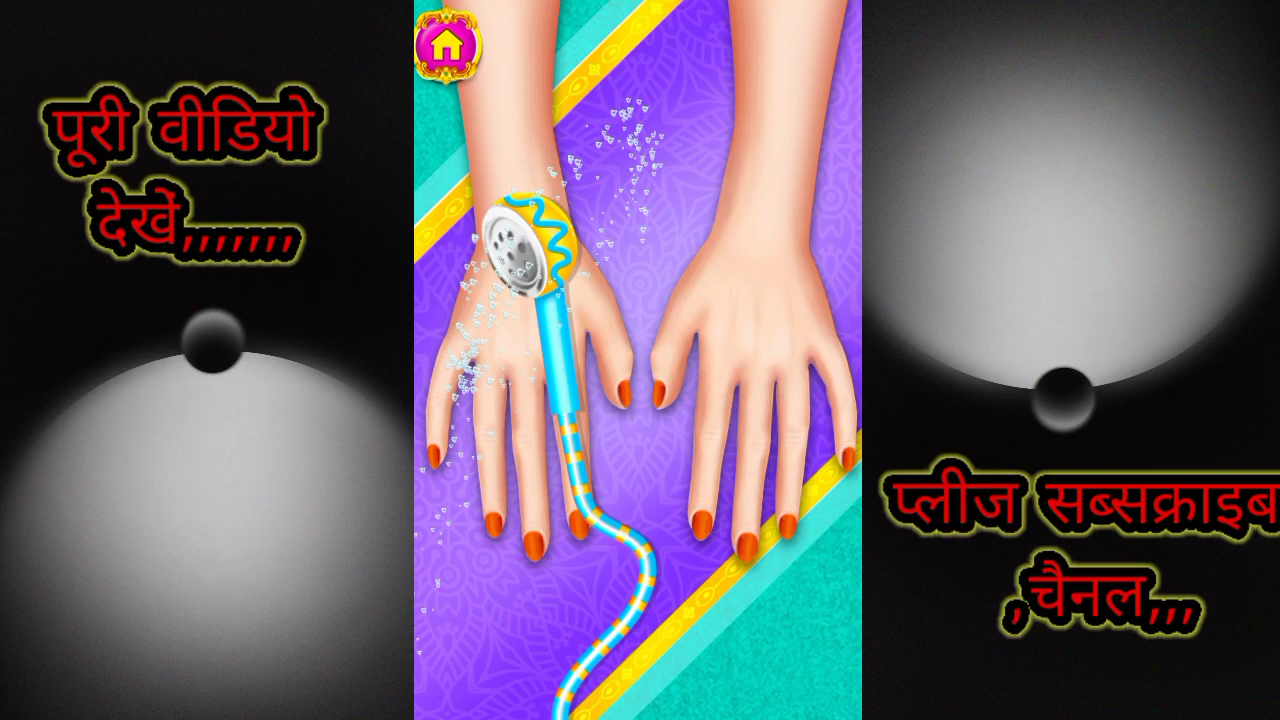 पूरी वीडियो
देखें,,,,,,,
प्लीज सब्सक्राइब
,चैनल,,,